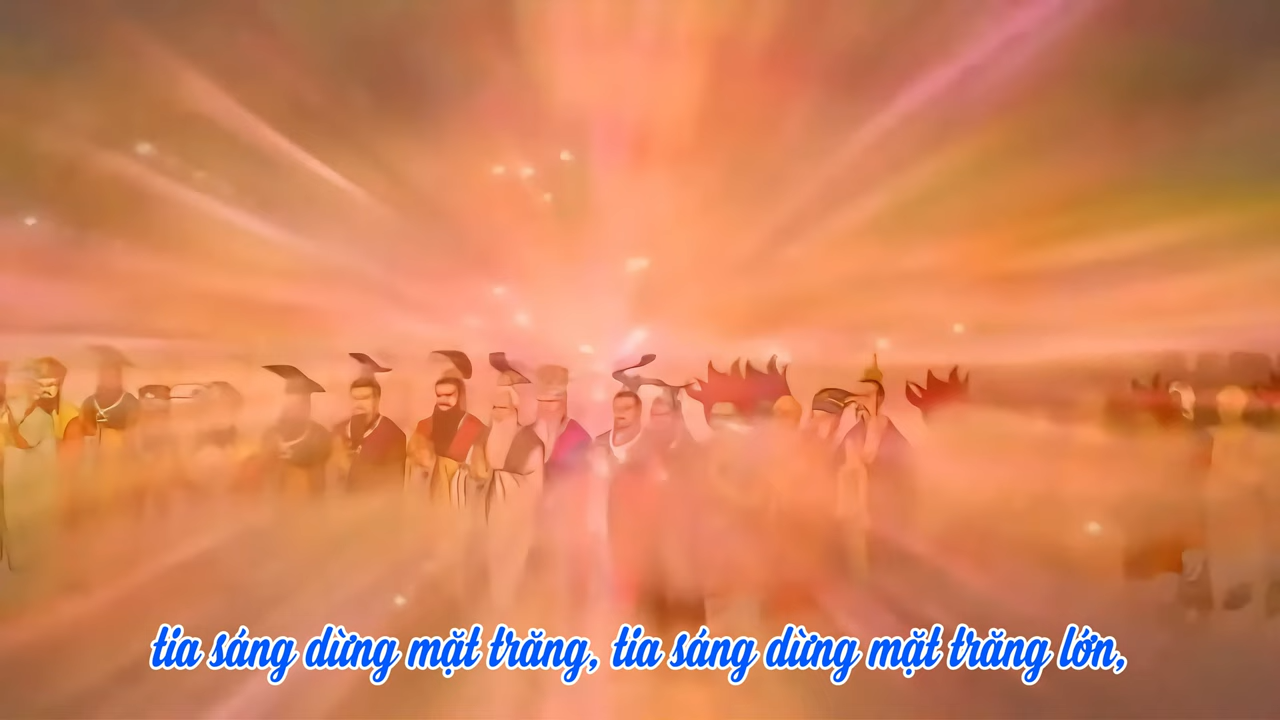 tia sáng dừng mặt trăng, tia sáng dừng mặt trăng lớn,